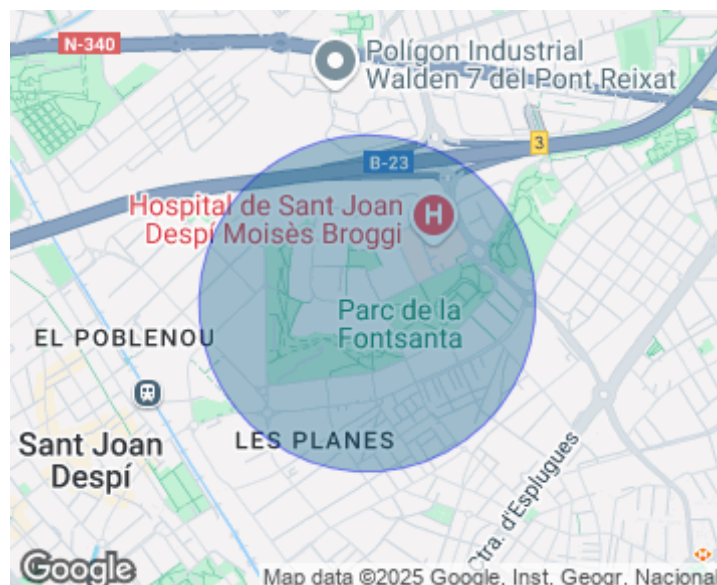 N-340
Polígon Industrial
Walden 7 del Pont Reixat
3
B-23
Hospital de Sant Joan
Despí Moisès Broggi
H
Parc de la
Fontsanta
EL POBLENOU
Sant Joan
Despí
LES PLANES
Ctra. d'Esplugues
Google
Map data ©2025 Google, Inst. Geogr. Nacional